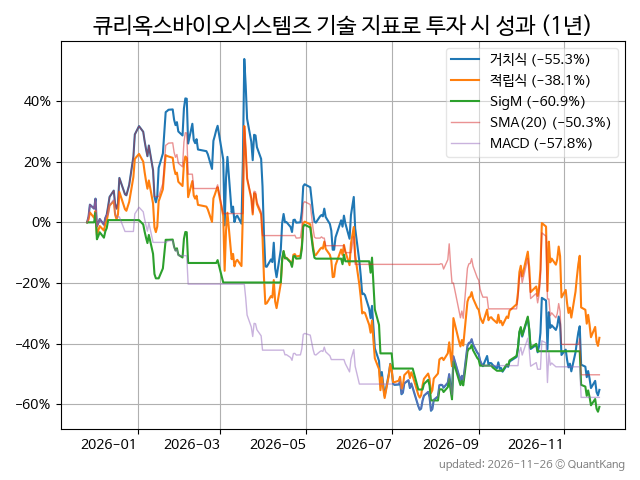 큐리옥스바이오시스템즈 기술 지표로 투자 시 성과 (1년)
거치식 (−55.3%)
적립식 (−38.1%)
SigM (−60.9%)
SMA(20) (−50.3%)
MACD (−57.8%)
40%
20%
0%
−20%
−40%
−60%
2026−01 2026−03 2026−05 2026−07 2026−09 2026−11
updated: 2026−11−26 ⓒ QuantKang